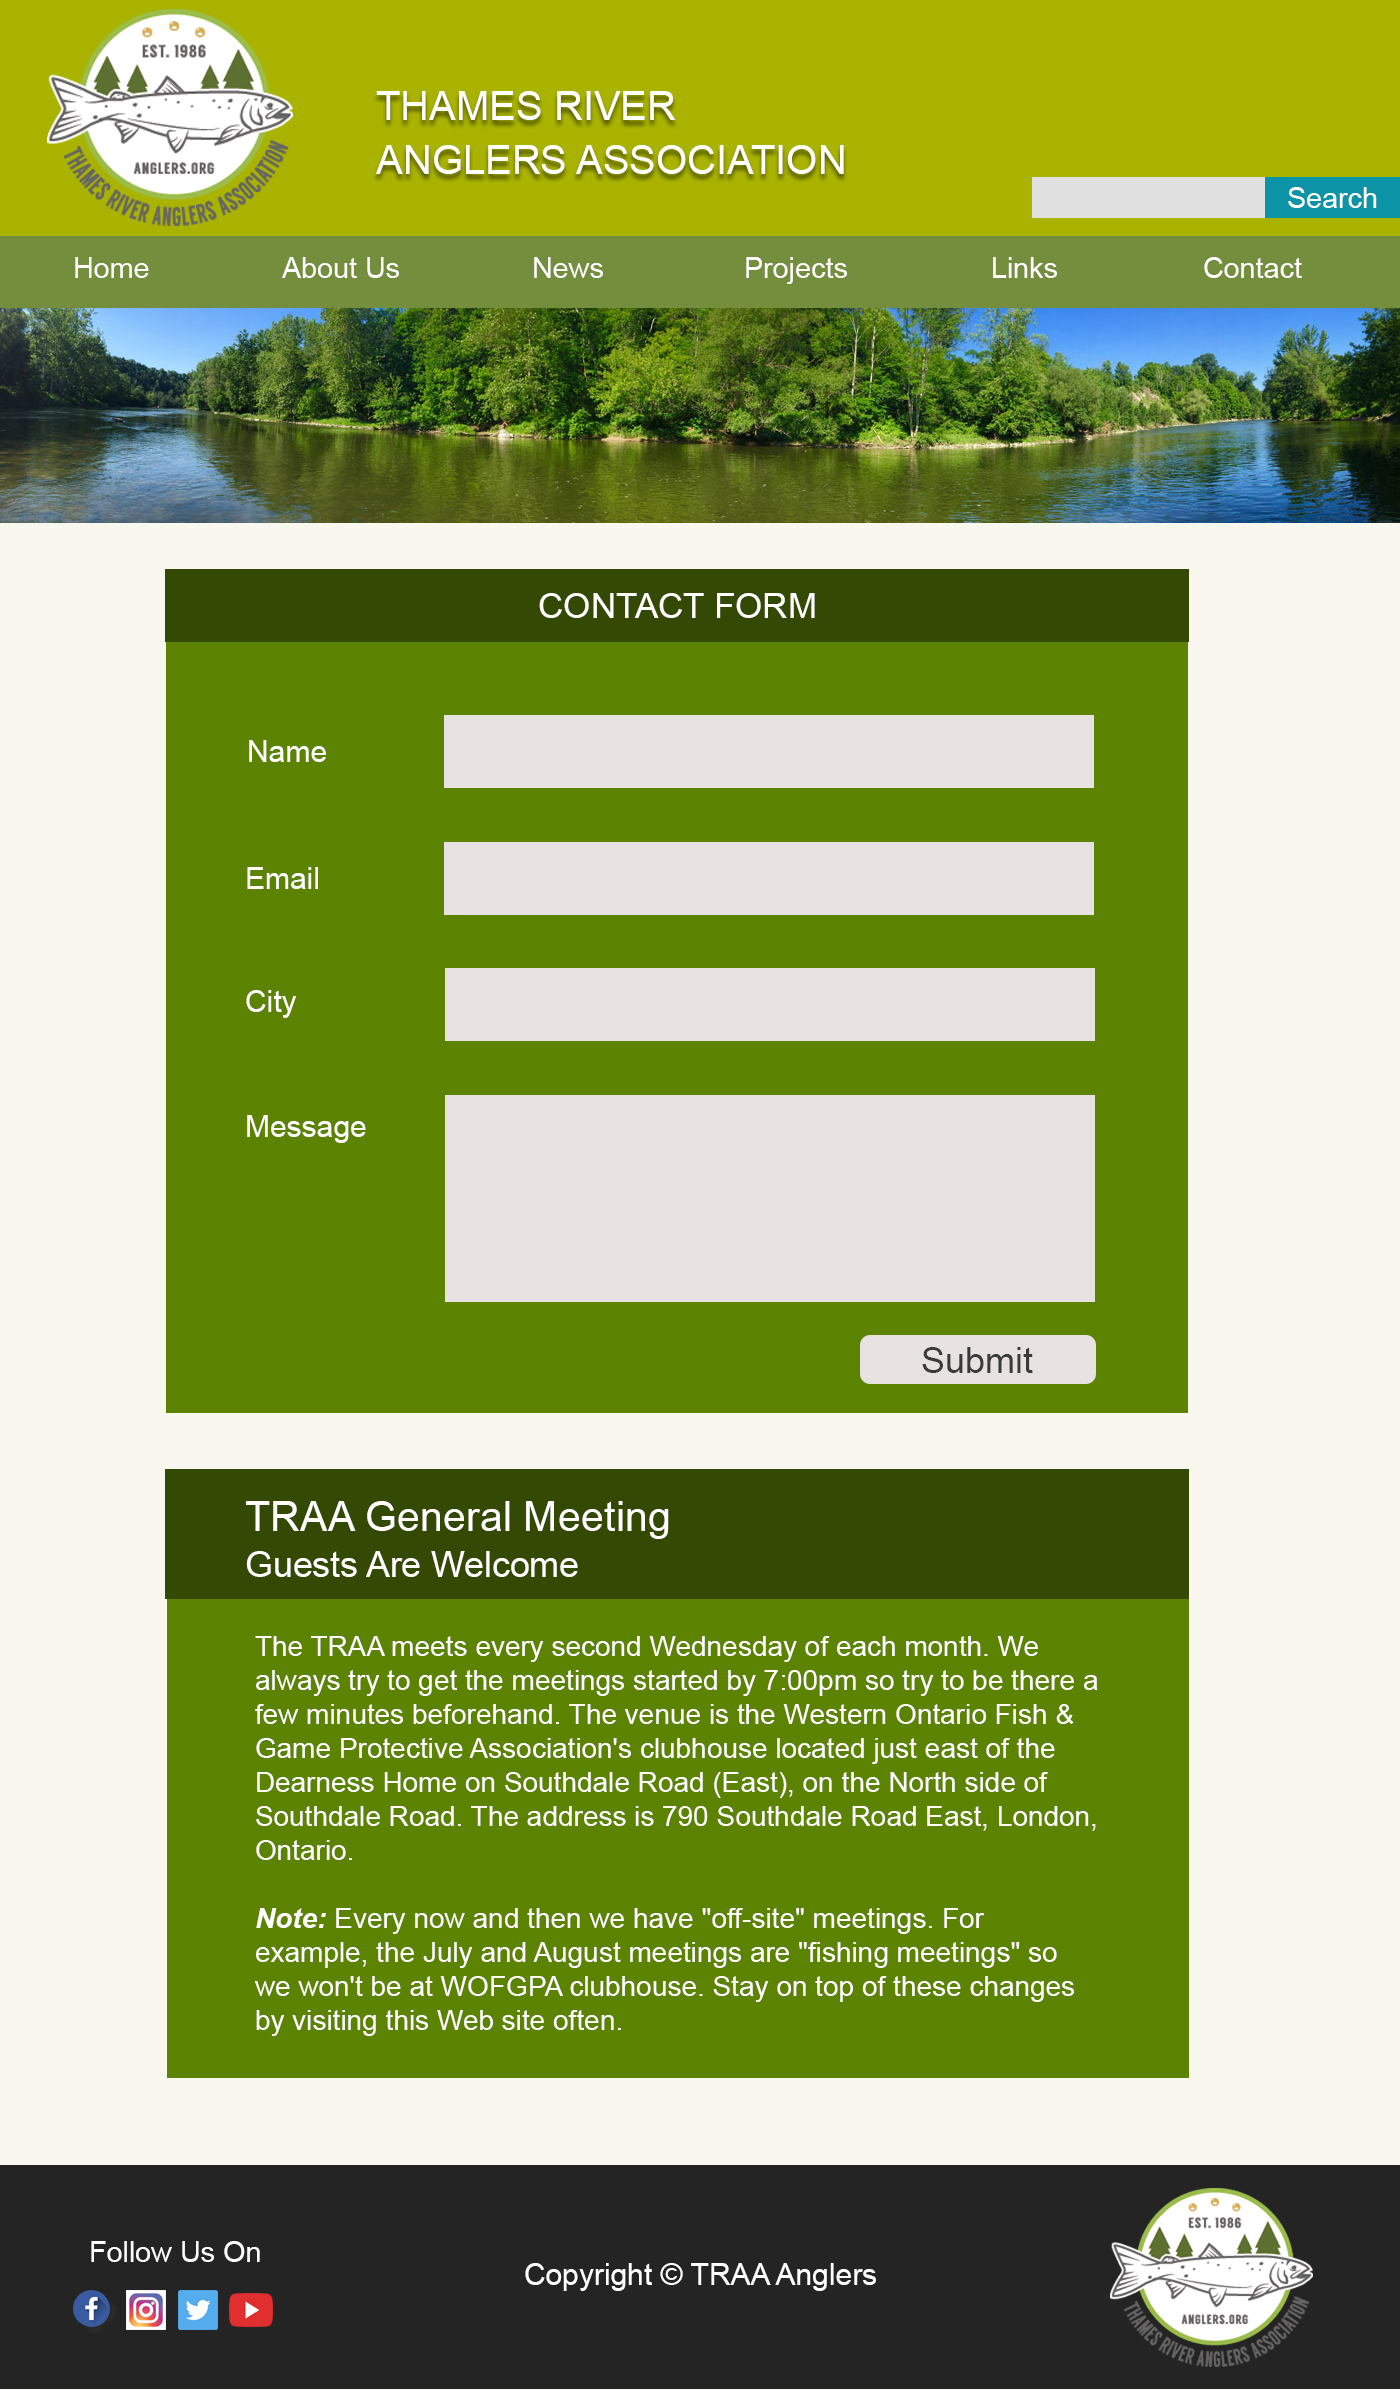 EST. 1986
ANGLERS.ORG
THAMES RIVER ANGLERS ASSOCIATION
THAMES RIVER
ANGLERS ASSOCIATION
Search
Home About Us News Projects Links Contact
CONTACT FORM
Name
Email
City
Message
Submit
TRAA General Meeting
Guests Are Welcome
The TRAA meets every second Wednesday of each month. We
always try to get the meetings started by 7:00pm so try to be there a
few minutes beforehand. The venue is the Western Ontario Fish &
Game Protective Association's clubhouse located just east of the
Dearness Home on Southdale Road (East), on the North side of
Southdale Road. The address is 790 Southdale Road East, London,
Ontario.
Note: Every now and then we have "off-site" meetings. For
example, the July and August meetings are "fishing meetings" so
we won't be at WOFGPA clubhouse. Stay on top of these changes
by visiting this Web site often.
Follow Us On
Copyright © TRAA Anglers
EST. 1986
ANGLERS.ORG
THAMES RIVER ANGLERS ASSOCIATION